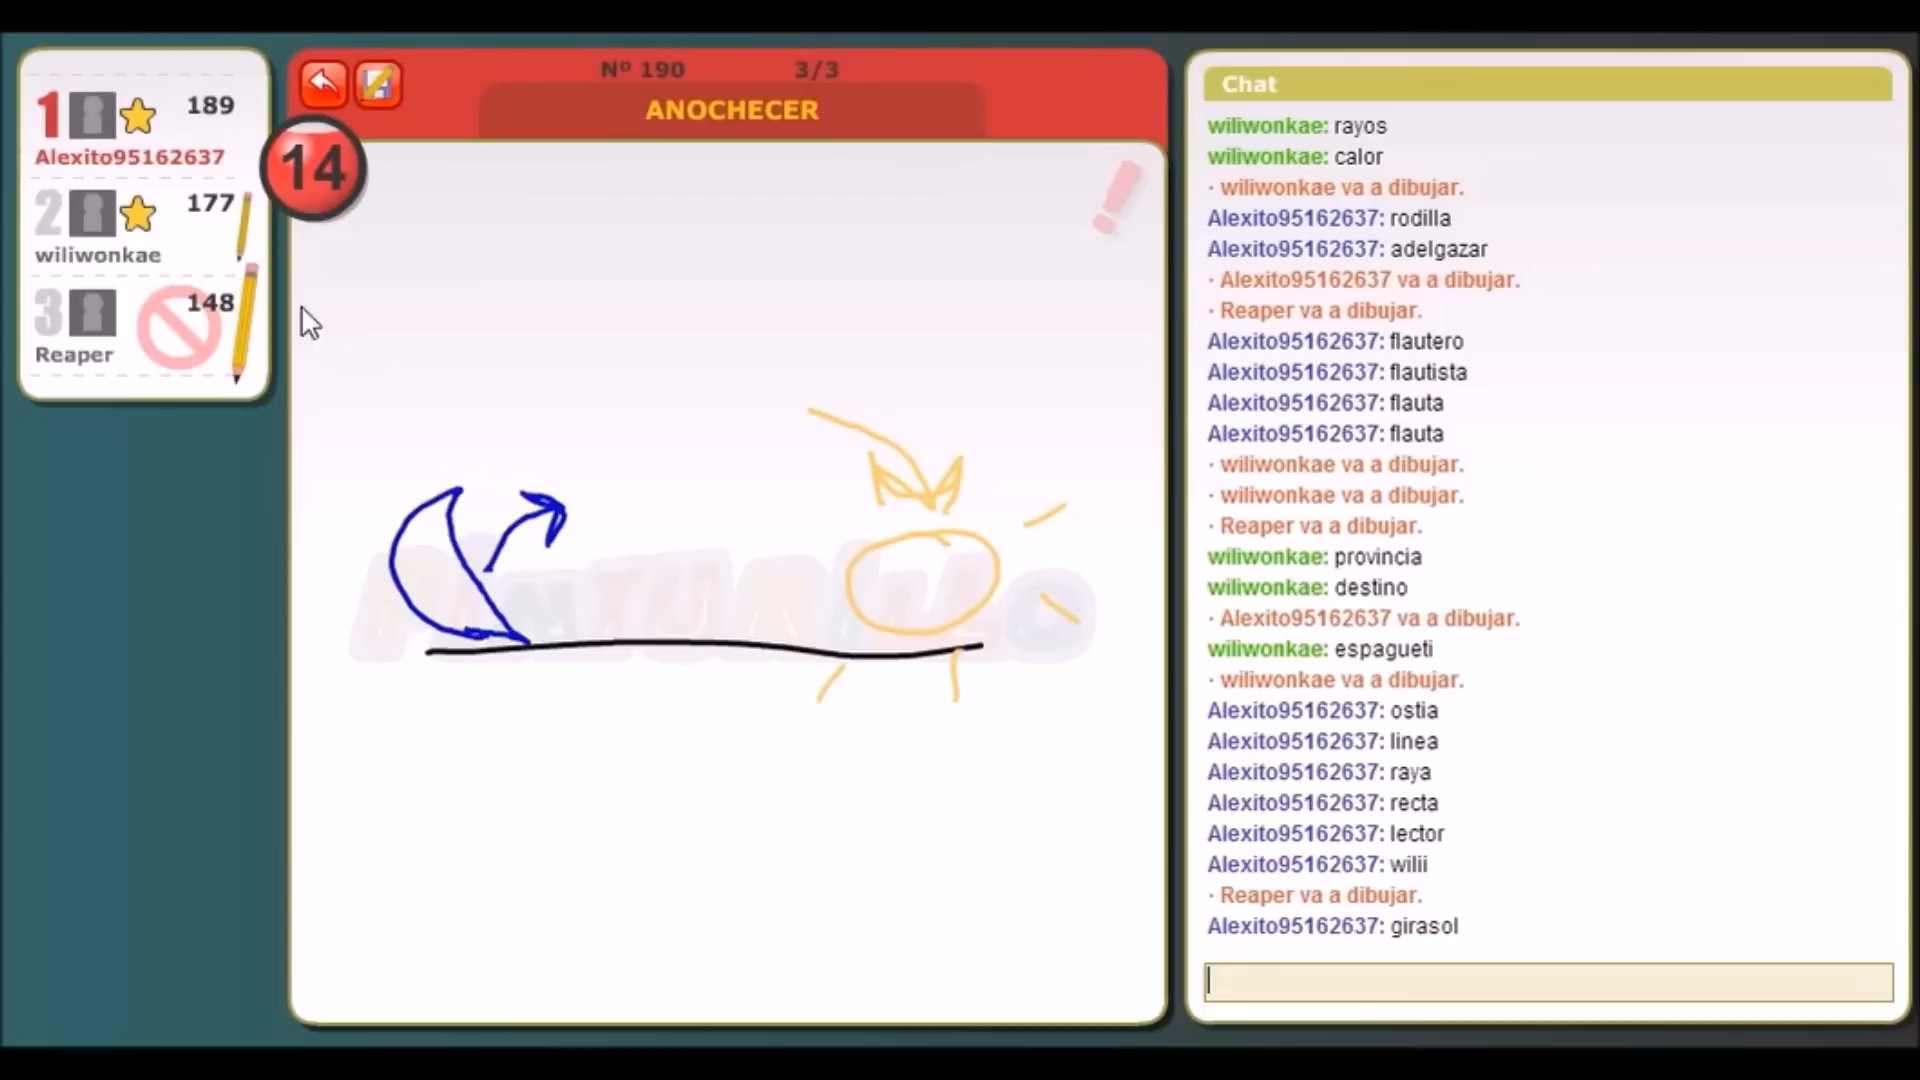 1
189
Alexito95162637
2
177
wiliwonkae
3
148
Reaper
14
Nº 190 3/3
ANOCHECER
PINTURILLO
Chat
wiliwonkae: rayos
wiliwonkae: calor
· wiliwonkae va a dibujar.
Alexito95162637: rodilla
Alexito95162637: adelgazar
· Alexito95162637 va a dibujar.
· Reaper va a dibujar.
Alexito95162637: flautero
Alexito95162637: flautista
Alexito95162637: flauta
Alexito95162637: flauta
· wiliwonkae va a dibujar.
· wiliwonkae va a dibujar.
· Reaper va a dibujar.
wiliwonkae: provincia
wiliwonkae: destino
· Alexito95162637 va a dibujar.
wiliwonkae: espagueti
· wiliwonkae va a dibujar.
Alexito95162637: ostia
Alexito95162637: linea
Alexito95162637: raya
Alexito95162637: recta
Alexito95162637: lector
Alexito95162637: wilii
· Reaper va a dibujar.
Alexito95162637: girasol